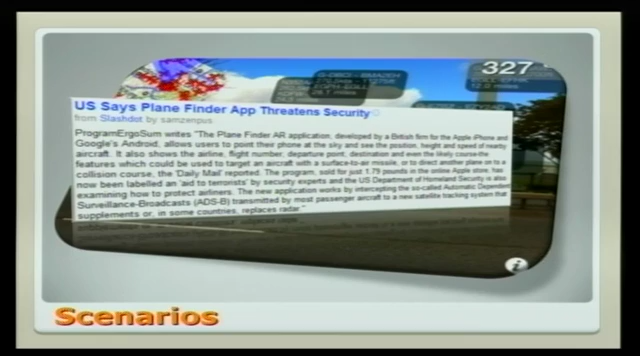 327°
US Says Plane Finder App Threatens Security
from Slashdot by samzenpus
ProgramErgoSum writes "The Plane Finder AR application, developed by a British firm for the Apple iPhone and
Google's Android, allows users to point their phone at the sky and see the position, height and speed of nearby
aircraft. It also shows the airline, flight number, departure point, destination and even the likely course-the
features which could be used to target an aircraft with a surface-to-air missile, or to direct another plane on to a
collision course, the 'Daily Mail' reported. The program, sold for just 1.79 pounds in the online Apple store, has
now been labelled an 'aid to terrorists' by security experts and the US Department of Homeland Security is also
examining how to protect airliners. The new application works by intercepting the so-called Automatic Dependent
Surveillance-Broadcasts (ADS-B) transmitted by most passenger aircraft to a new satellite tracking system that
supplements or, in some countries, replaces radar."
Scenarios